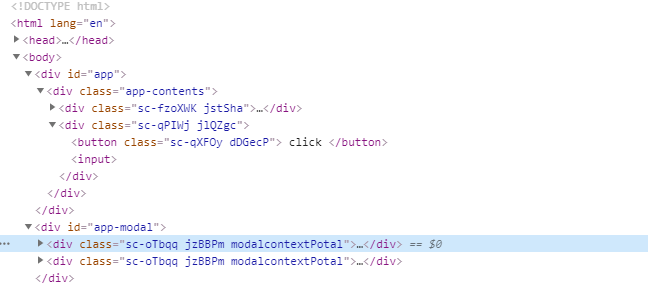 <!DOCTYPE html>
<html lang="en">
<head>…</head>
<body>
<div id="app">
<div class="app-contents">
<div class="sc-fzoXWK jstSha">…</div>
<div class="sc-qPIWj jlQZgc">
<button class="sc-qXFOy dDGecP"> click </button>
<input>
</div>
</div>
</div>
<div id="app-modal">
<div class="sc-oTbqq jzBBPm modalcontextPotal">…</div> == $0
<div class="sc-oTbqq jzBBPm modalcontextPotal">…</div>
</div>